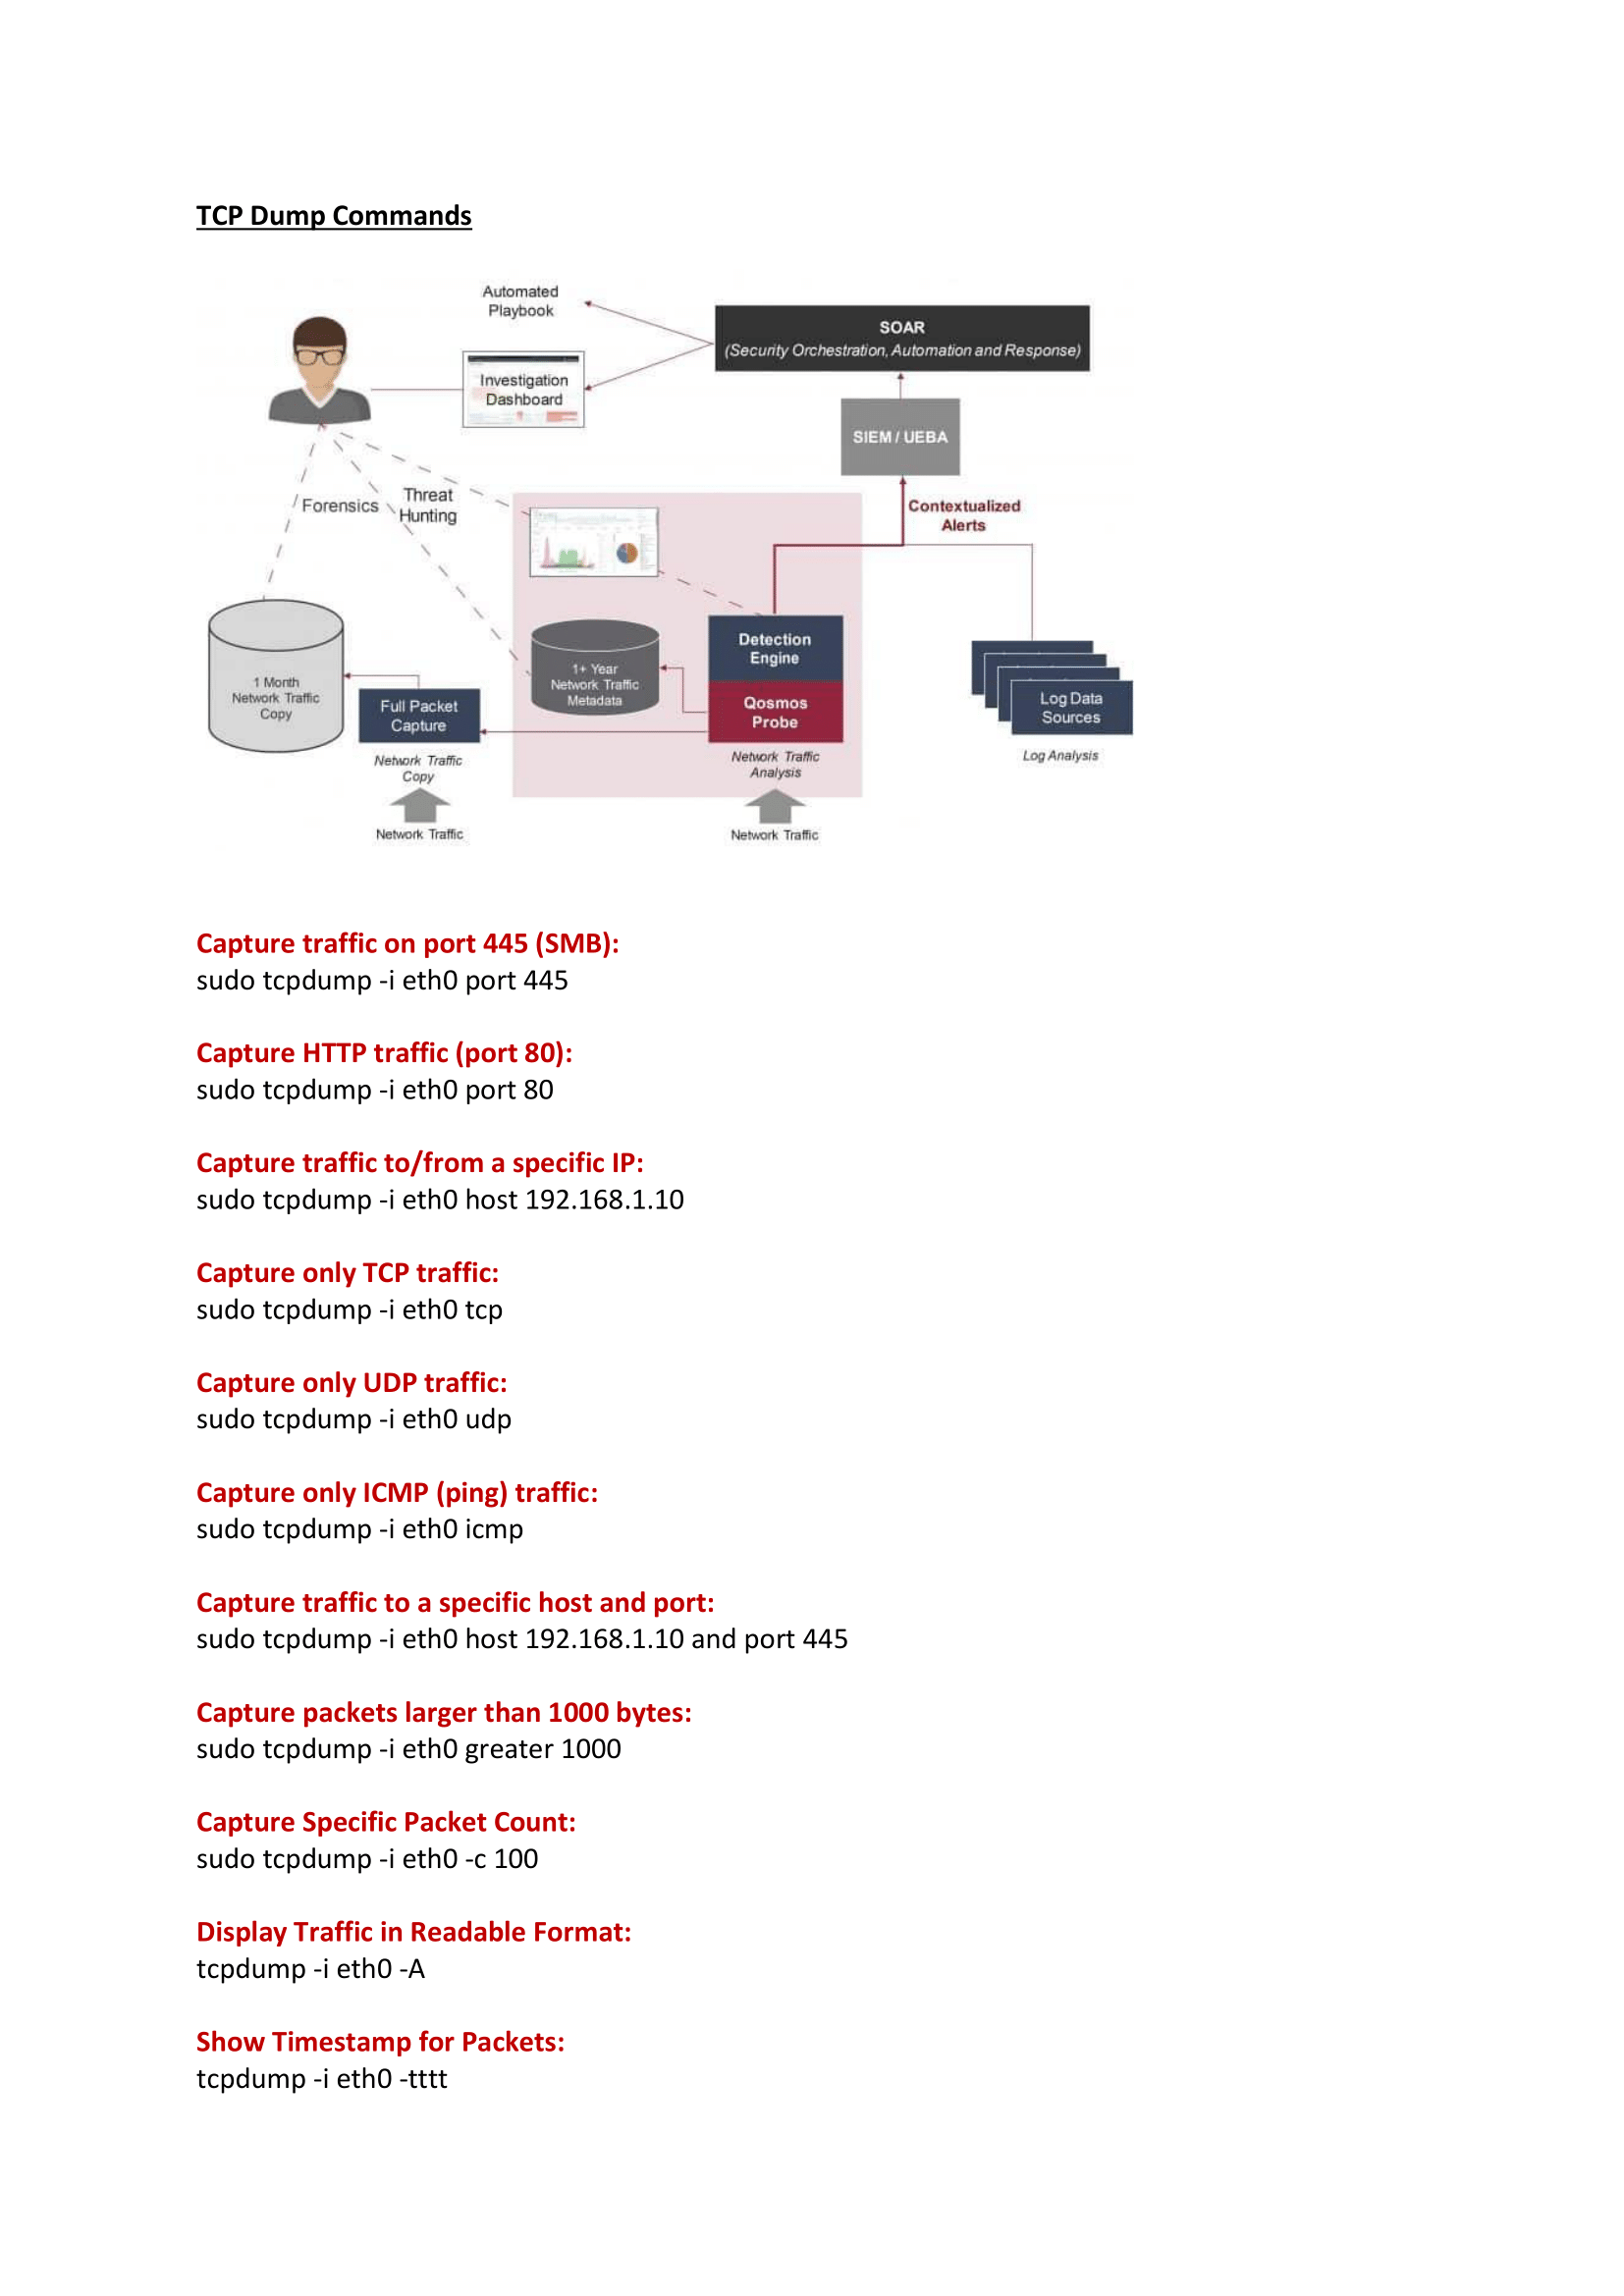 TCP Dump Commands
Automated
Playbook
SOAR
(Security Orchestration, Automation and Response)
Investigation
Dashboard
SIEM / UEBA
Forensics
Threat
Hunting
Contextualized
Alerts
Detection
Engine
1+ Year
Network Traffic
Metadata
1 Month
Network Traffic
Copy
Full Packet
Capture
Qosmos
Probe
Log Data
Sources
Network Traffic
Copy
Network Traffic
Analysis
Log Analysis
Network Traffic
Network Traffic
Capture traffic on port 445 (SMB):
sudo tcpdump -i eth0 port 445
Capture HTTP traffic (port 80):
sudo tcpdump -i eth0 port 80
Capture traffic to/from a specific IP:
sudo tcpdump -i eth0 host 192.168.1.10
Capture only TCP traffic:
sudo tcpdump -i eth0 tcp
Capture only UDP traffic:
sudo tcpdump -i eth0 udp
Capture only ICMP (ping) traffic:
sudo tcpdump -i eth0 icmp
Capture traffic to a specific host and port:
sudo tcpdump -i eth0 host 192.168.1.10 and port 445
Capture packets larger than 1000 bytes:
sudo tcpdump -i eth0 greater 1000
Capture Specific Packet Count:
sudo tcpdump -i eth0 -c 100
Display Traffic in Readable Format:
tcpdump -i eth0 -A
Show Timestamp for Packets:
tcpdump -i eth0 -tttt